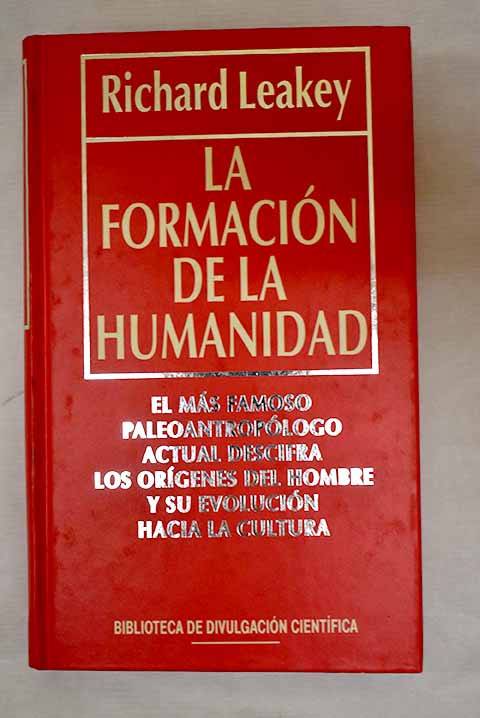 Richard Leakey
LA
FORMACIÓN
DE LA
HUMANIDAD
EL MÁS FAMOSO
PALEOANTROPÓLOGO
ACTUAL DESCIFRA
LOS ORÍGENES DEL HOMBRE
Y SU EVOLUCIÓN
HACIA LA CULTURA
BIBLIOTECA DE DIVULGACIÓN CIENTÍFICA